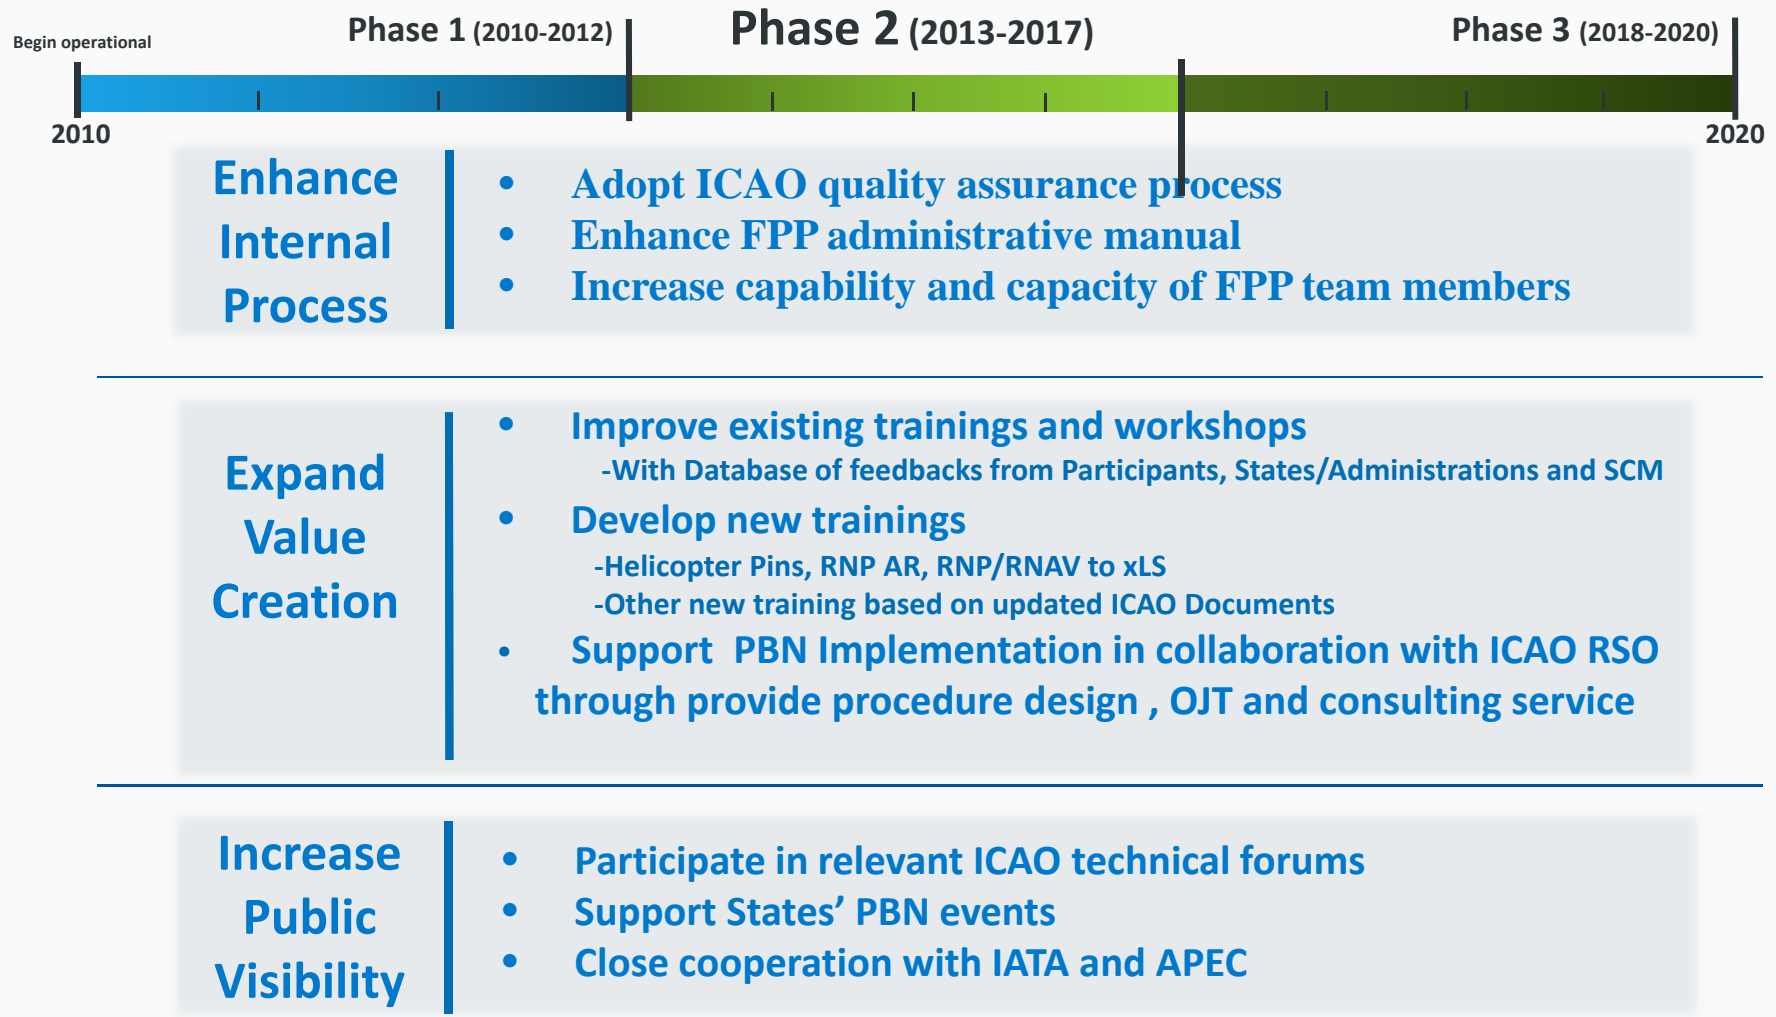 Begin operational
Phase 1 (2010-2012)
Phase 2 (2013-2017)
Phase 3 (2018-2020)
2010
2020
Enhance
Internal
Process
• Adopt ICAO quality assurance process
• Enhance FPP administrative manual
• Increase capability and capacity of FPP team members
Expand
Value
Creation
• Improve existing trainings and workshops
-With Database of feedbacks from Participants, States/Administrations and SCM
• Develop new trainings
-Helicopter Pins, RNP AR, RNP/RNAV to xLS
-Other new training based on updated ICAO Documents
• Support PBN Implementation in collaboration with ICAO RSO
through provide procedure design , OJT and consulting service
Increase
Public
Visibility
• Participate in relevant ICAO technical forums
• Support States’ PBN events
• Close cooperation with IATA and APEC